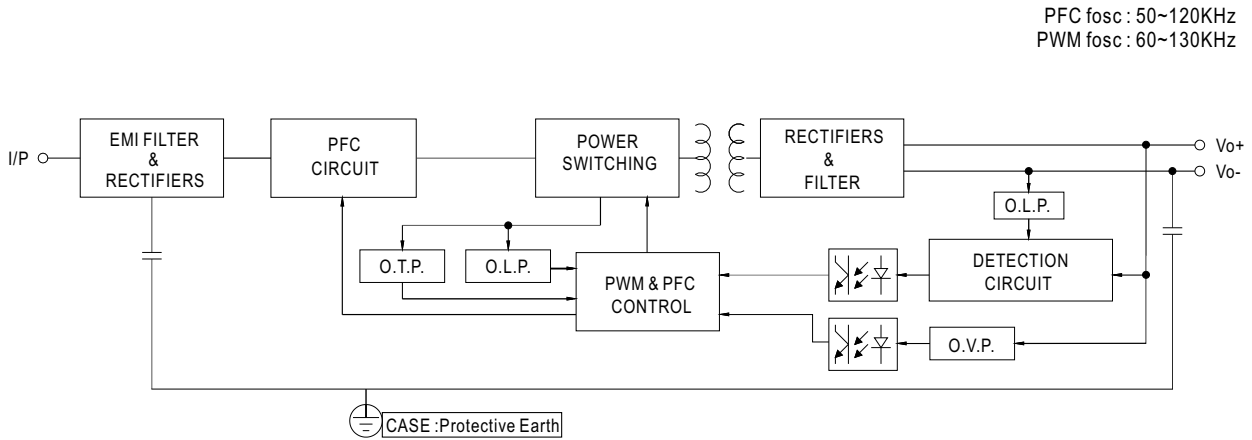 PFC fosc : 50~120KHz
PWM fosc : 60~130KHz
I/P
EMI FILTER
&
RECTIFIERS
PFC
CIRCUIT
POWER
SWITCHING
RECTIFIERS
&
FILTER
Vo+
Vo-
O.L.P.
O.T.P.
O.L.P.
PWM & PFC
CONTROL
DETECTION
CIRCUIT
O.V.P.
CASE :Protective Earth